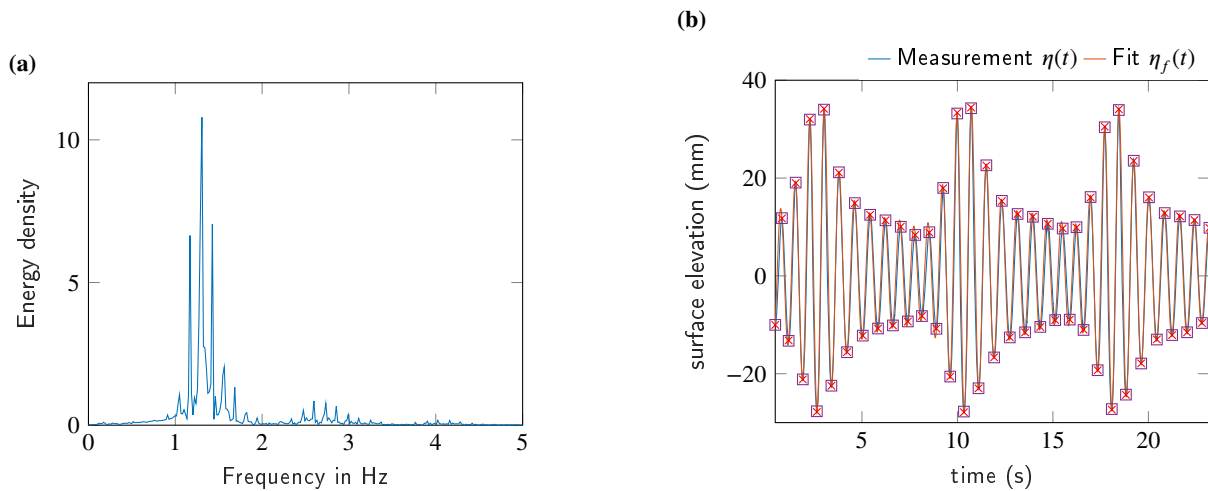 (a)
10
5
0
0 1 2 3 4 5
Energy density
Frequency in Hz
(b)
Measurement η(t) Fit η_f(t)
40
20
0
−20
5 10 15 20
surface elevation (mm)
time (s)